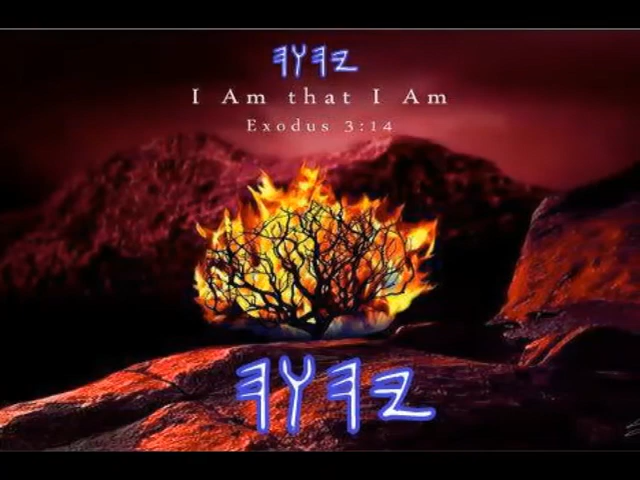 𐤉𐤄𐤅𐤄
I Am that I Am
Exodus 3:14
𐤉𐤄𐤅𐤄